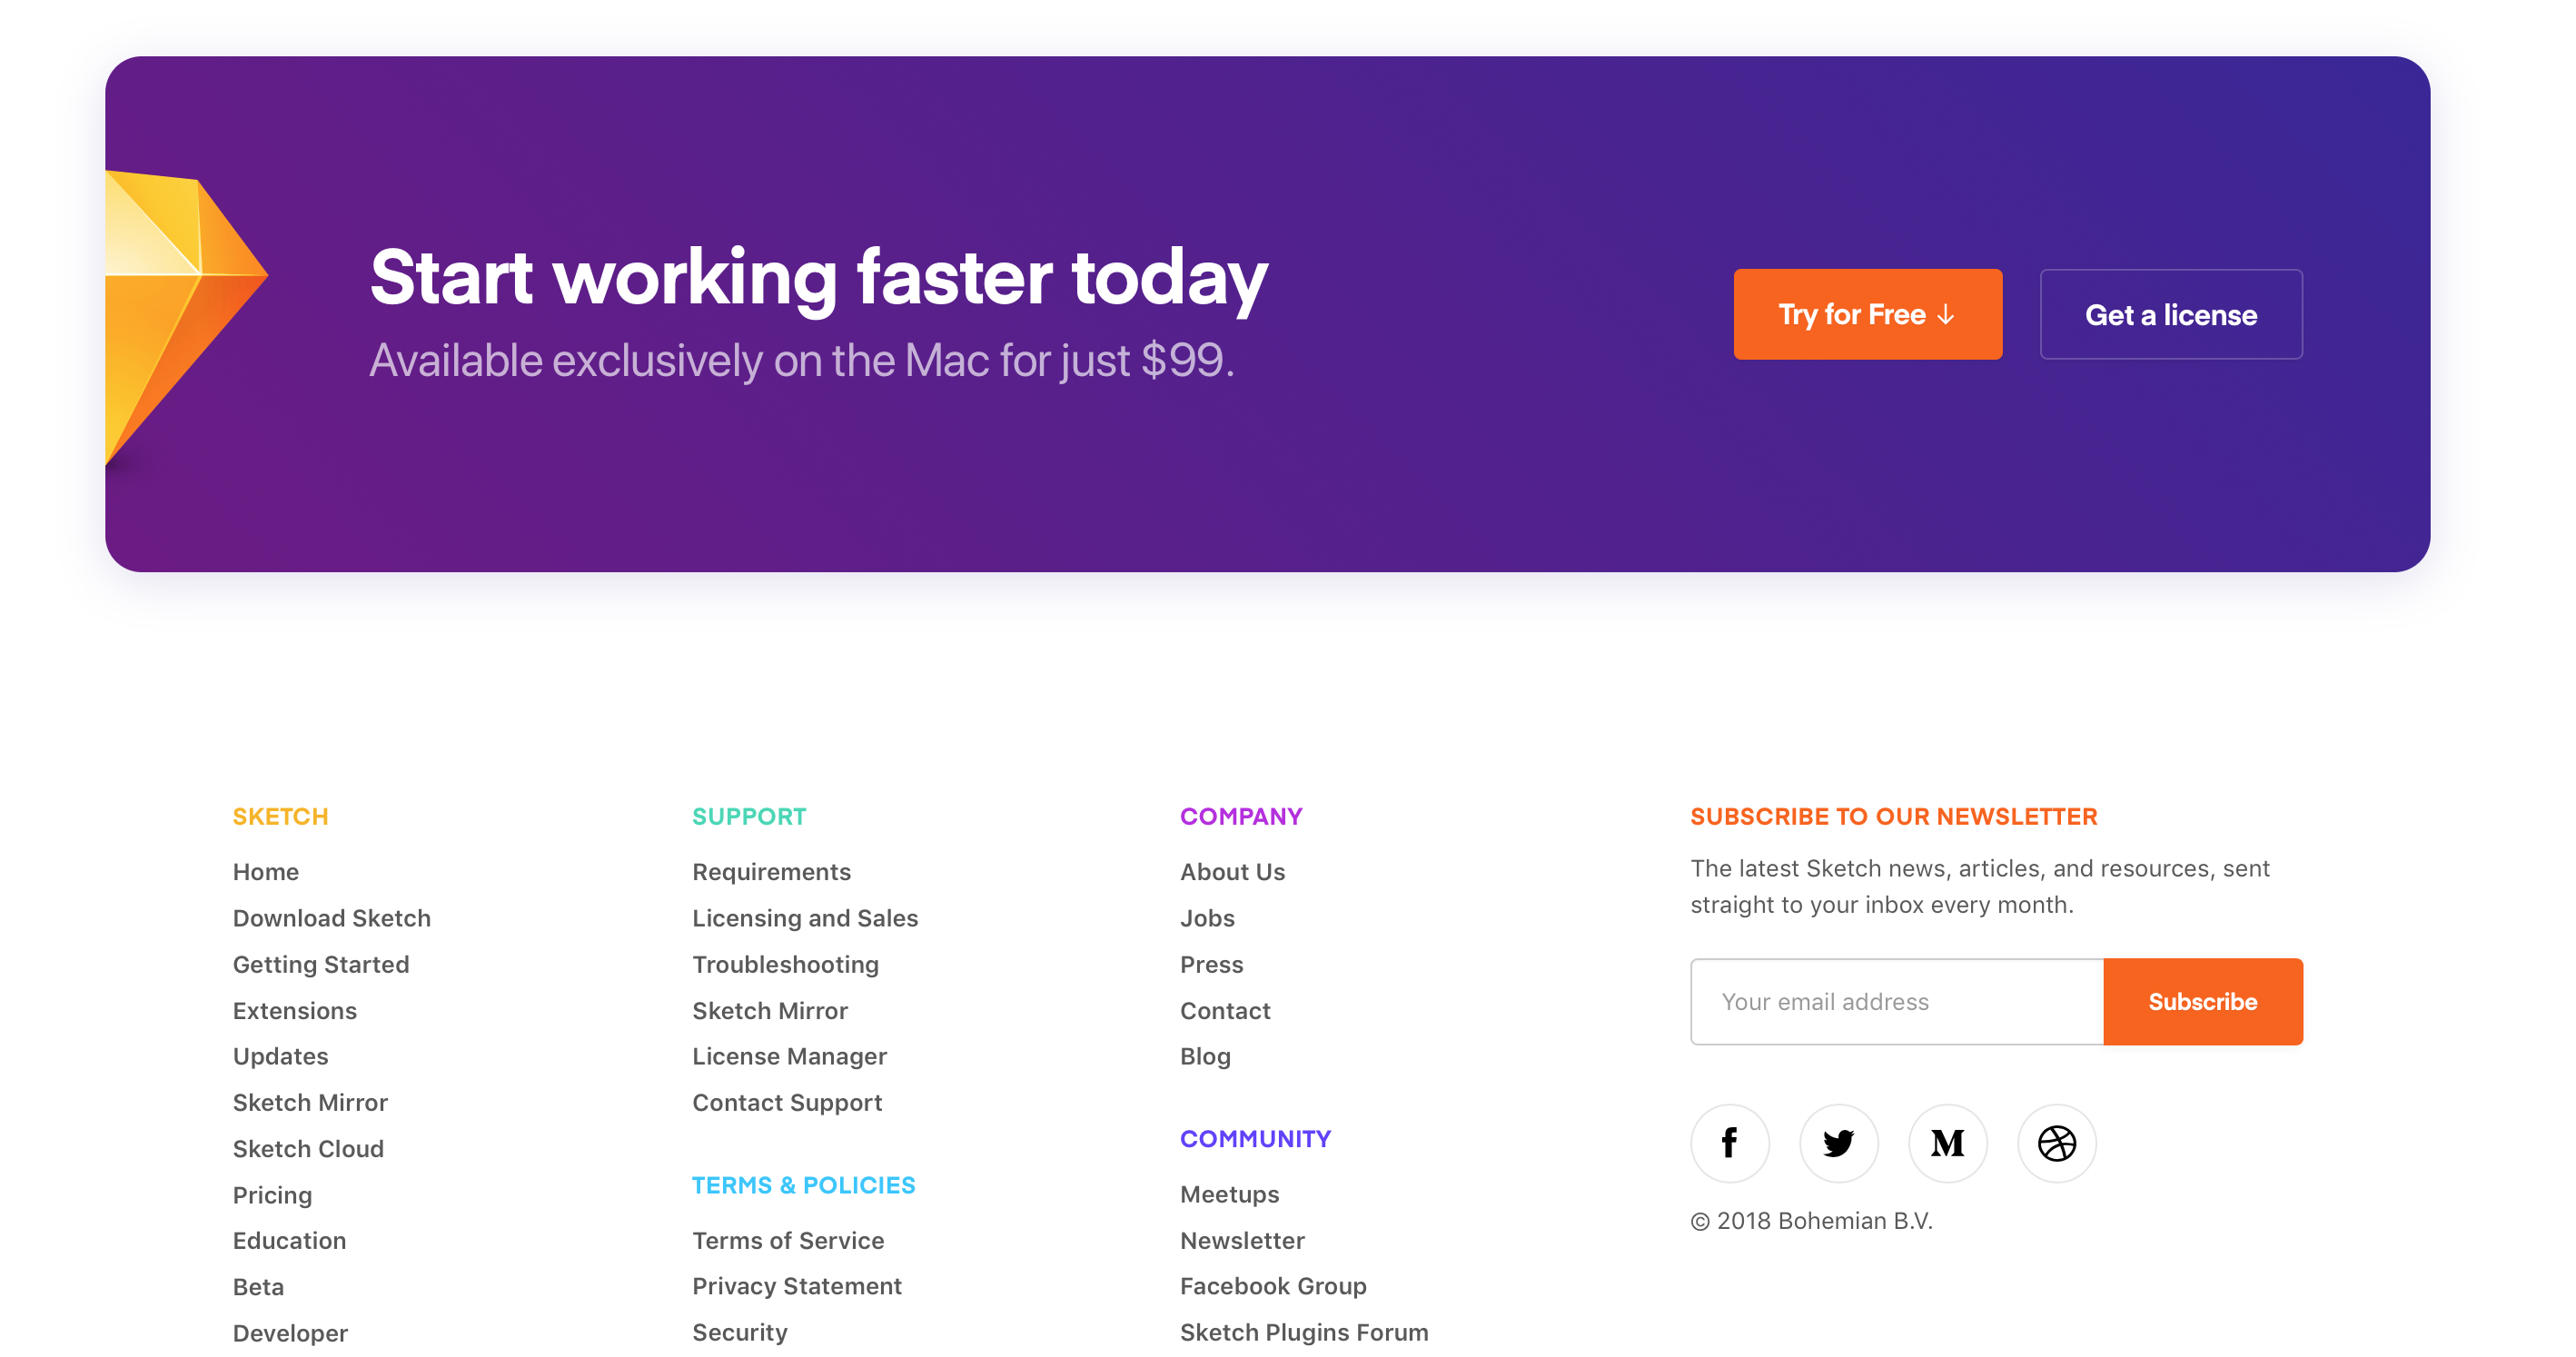 Start working faster today
Available exclusively on the Mac for just $99.
Try for Free ↓
Get a license
SKETCH
Home
Download Sketch
Getting Started
Extensions
Updates
Sketch Mirror
Sketch Cloud
Pricing
Education
Beta
Developer
SUPPORT
Requirements
Licensing and Sales
Troubleshooting
Sketch Mirror
License Manager
Contact Support
TERMS & POLICIES
Terms of Service
Privacy Statement
Security
COMPANY
About Us
Jobs
Press
Contact
Blog
COMMUNITY
Meetups
Newsletter
Facebook Group
Sketch Plugins Forum
SUBSCRIBE TO OUR NEWSLETTER
The latest Sketch news, articles, and resources, sent
straight to your inbox every month.
Your email address
Subscribe
© 2018 Bohemian B.V.